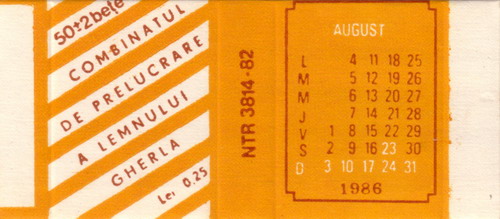 50±2 bețe
COMBINATUL
DE PRELUCRARE
A LEMNULUI
GHERLA
Lei 0.25
NTR 3814-82
AUGUST
L 4 11 18 25
M 5 12 19 26
M 6 13 20 27
J 7 14 21 28
V 1 8 15 22 29
S 2 9 16 23 30
D 3 10 17 24 31
1986